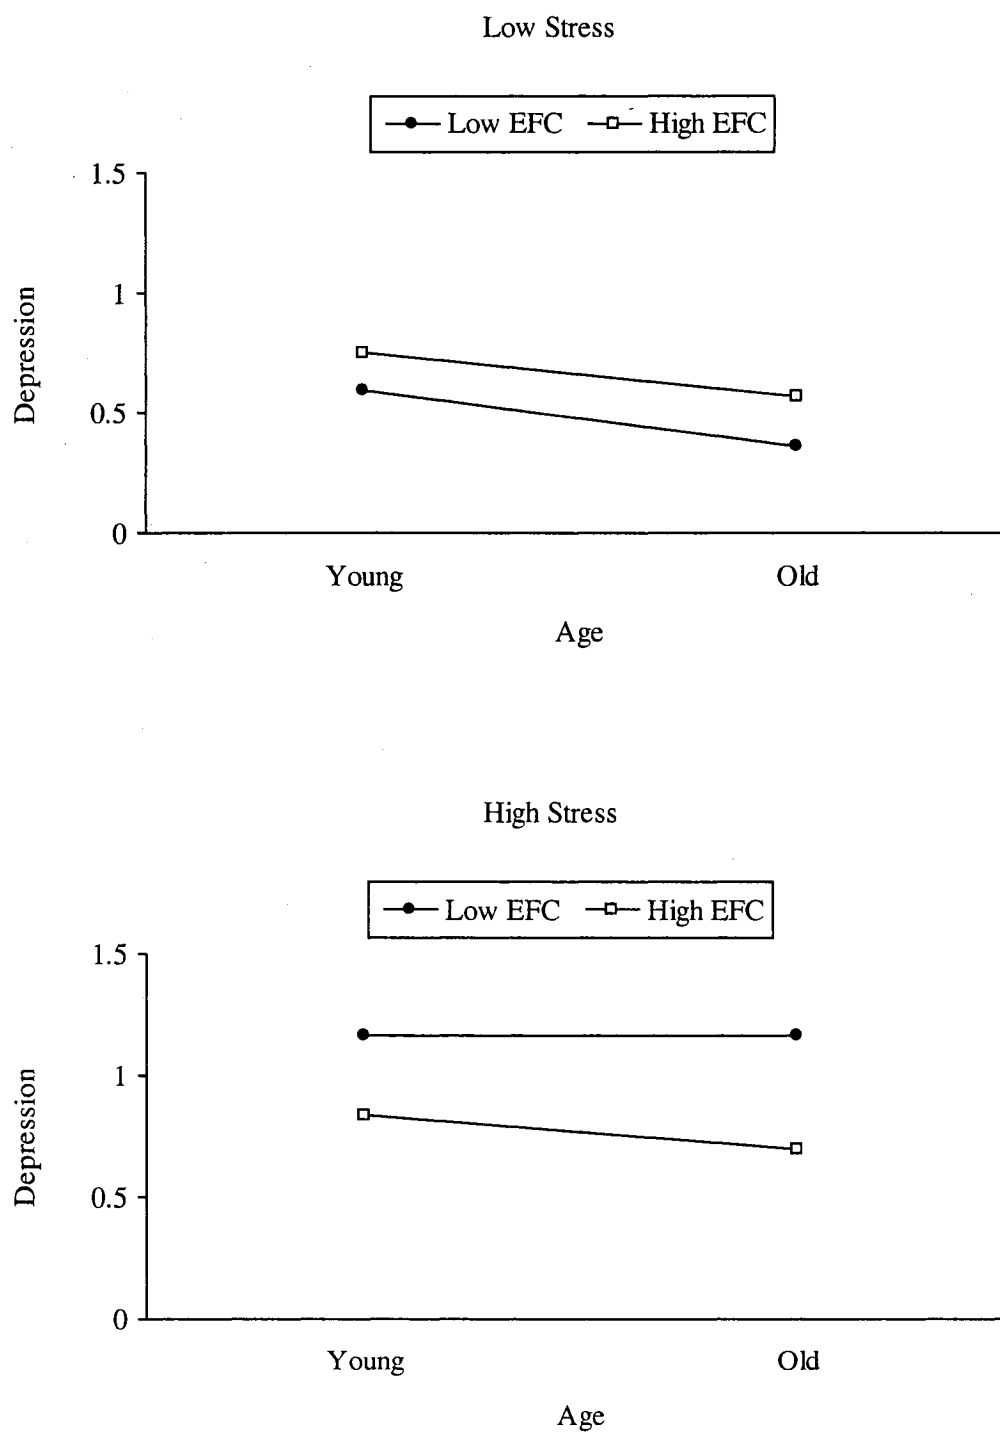 Low Stress
Low EFC High EFC
1.5
1
0.5
0
Depression
Young Old
Age
High Stress
Low EFC High EFC
1.5
1
0.5
0
Depression
Young Old
Age